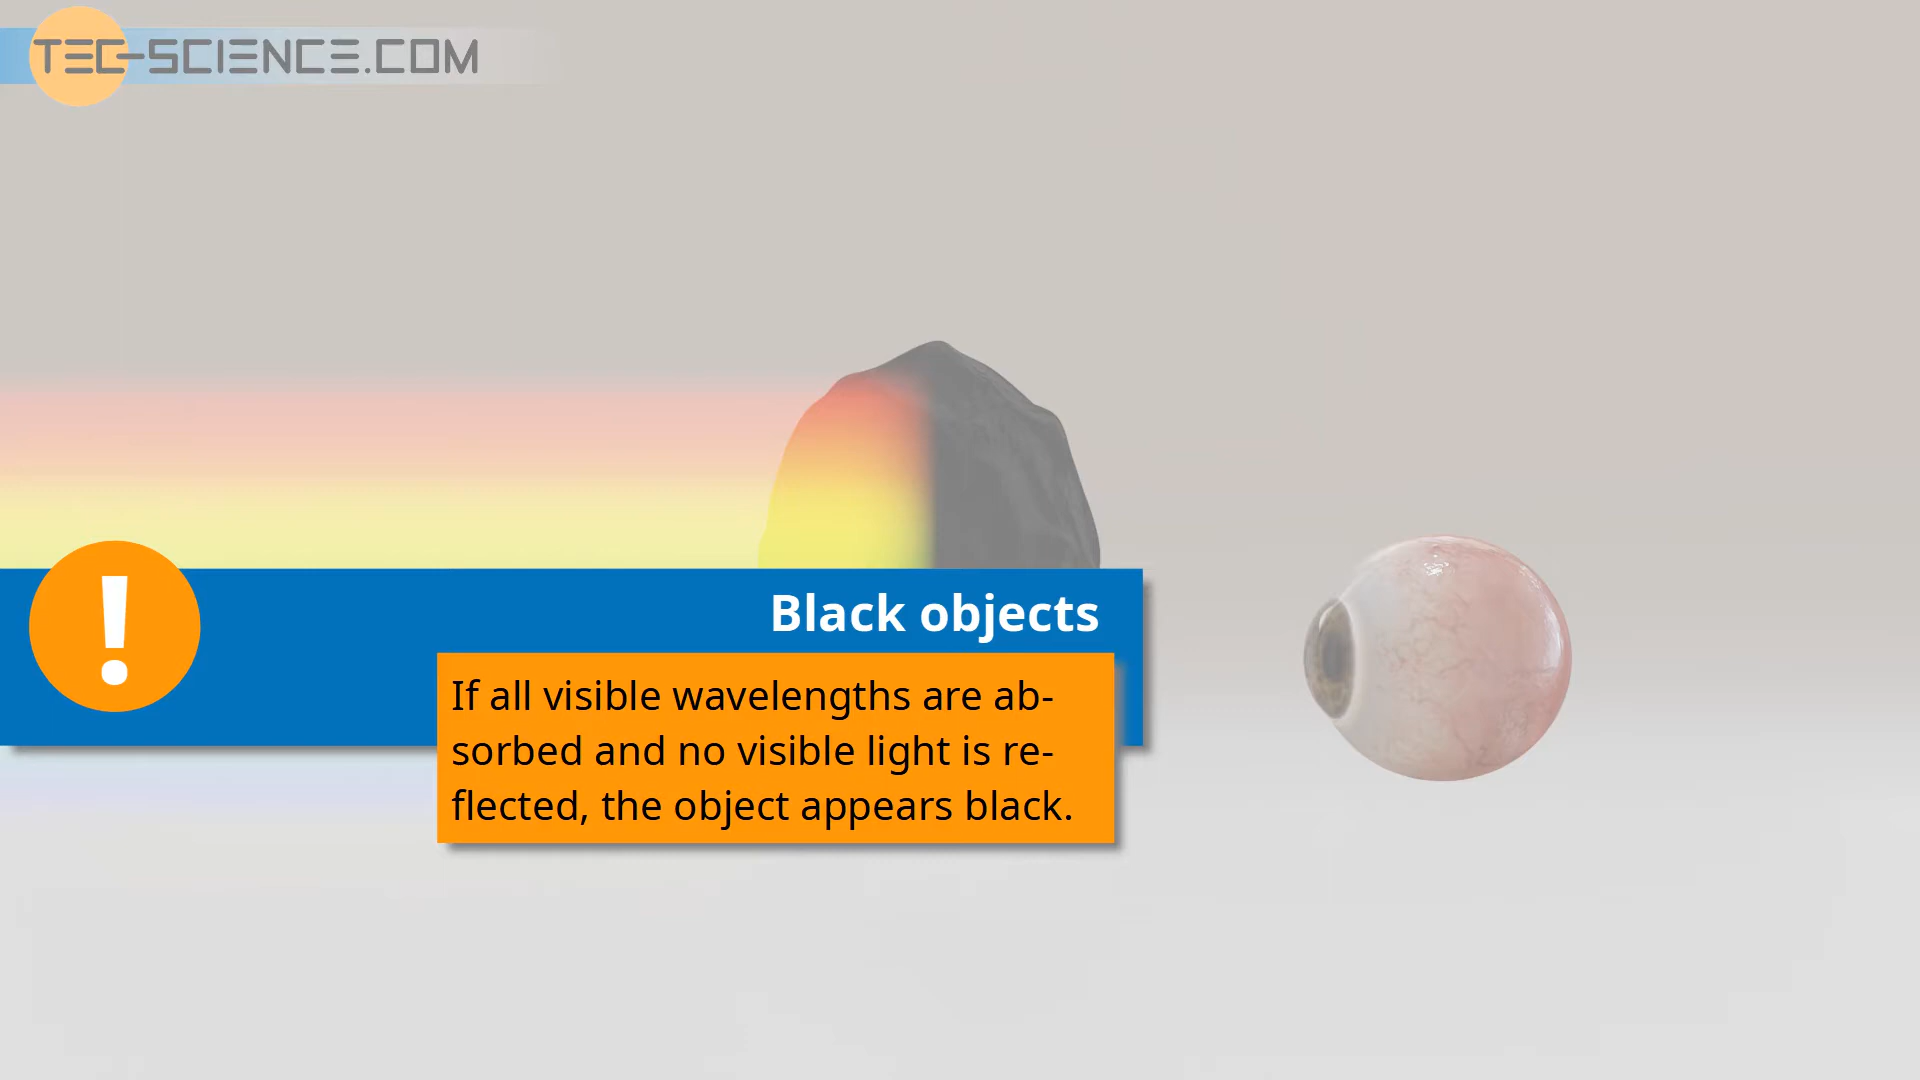 TEC-SCIENCE.COM
!
Black objects
If all visible wavelengths are ab-
sorbed and no visible light is re-
flected, the object appears black.